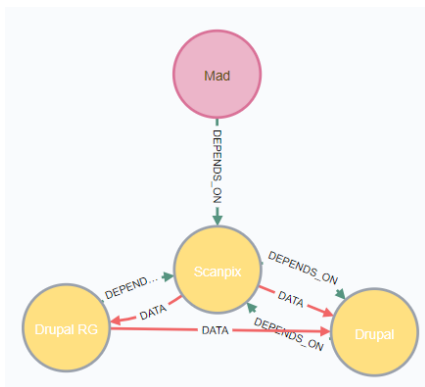 Mad
DEPENDS_ON
Scanpix
DEPENDS_ON
DEPEND...
DATA
DATA
Drupal RG
DATA
DEPENDS_ON
Drupal